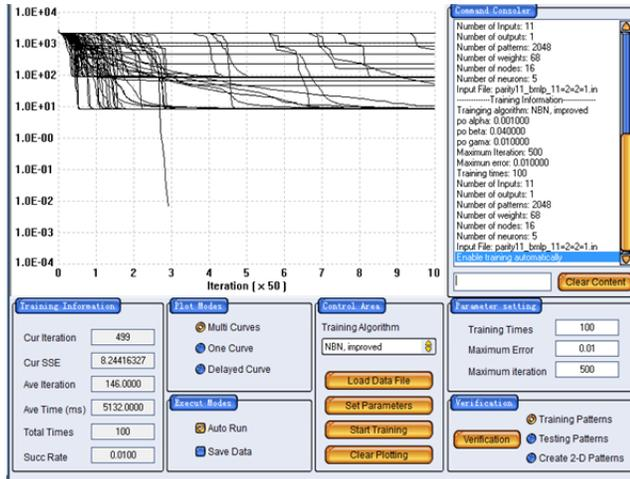 1.0E+04
1.0E+03
1.0E+02
1.0E+01
1.0E-00
1.0E-01
1.0E-02
1.0E-03
1.0E-04
0 1 2 3 4 5 6 7 8 9 10
Iteration [ × 50 ]
Command Consoler
Number of Inputs: 11
Number of outputs: 1
Number of patterns: 2048
Number of weights: 68
Number of nodes: 16
Number of neurons: 5
Input File: parity11_bmlp_11=2=2=1.in
---------------Training Information---------------
Trainging algorithm: NBN, improved
po alpha: 0.001000
po beta: 0.040000
po gama: 0.010000
Maximum Iteration: 500
Maximun error: 0.010000
Training times: 100
Number of Inputs: 11
Number of outputs: 1
Number of patterns: 2048
Number of weights: 68
Number of nodes: 16
Number of neurons: 5
Input File: parity11_bmlp_11=2=2=1.in
Enable training automatically
Clear Content
Training Information
Cur Iteration 499
Cur SSE 8.24416327
Ave Iteration 146.0000
Ave Time (ms) 5132.0000
Total Times 100
Succ Rate 0.0100
Plot Modes
Multi Curves
One Curve
Delayed Curve
Execut Modes
Auto Run
Save Data
Control Area
Training Algorithm
NBN, improved
Load Data File
Set Parameters
Start Training
Clear Plotting
Parameter setting
Training Times 100
Maximum Error 0.01
Maximum iteration 500
Verification
Verification
Training Patterns
Testing Patterns
Create 2-D Patterns